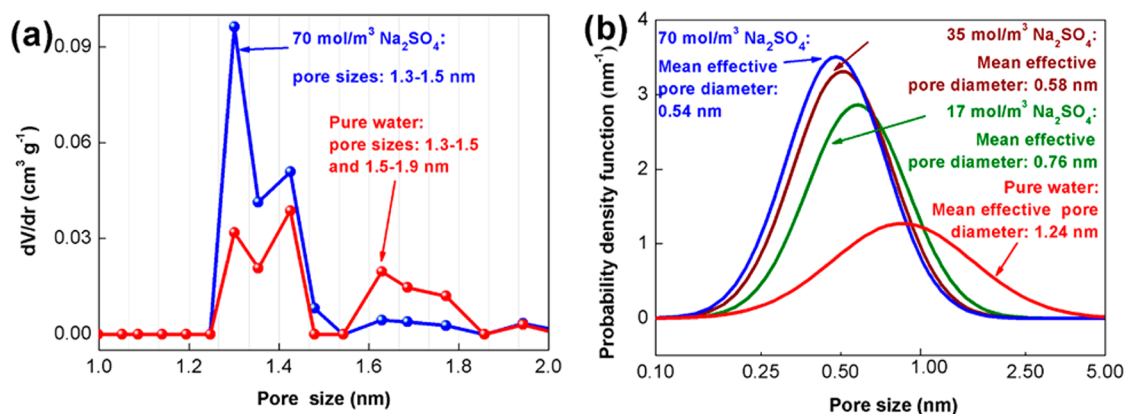 (a)
0.09
0.06
0.03
0.00
dV/dr (cm³ g⁻¹)
70 mol/m³ Na₂SO₄:
pore sizes: 1.3-1.5 nm
Pure water:
pore sizes: 1.3-1.5
and 1.5-1.9 nm
1.0 1.2 1.4 1.6 1.8 2.0
Pore size (nm)
(b)
4
3
2
1
0
Probability density function (nm⁻¹)
70 mol/m³ Na₂SO₄:
Mean effective
pore diameter:
0.54 nm
35 mol/m³ Na₂SO₄:
Mean effective
pore diameter: 0.58 nm
17 mol/m³ Na₂SO₄:
Mean effective
pore diameter: 0.76 nm
Pure water:
Mean effective pore
diameter: 1.24 nm
0.10 0.25 0.50 1.00 2.50 5.00
Pore size (nm)